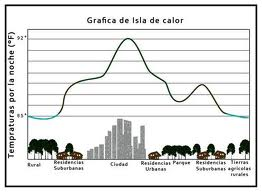 Grafica de Isla de calor
Tempraturas por la noche (°F)
92°
85°
Rural
Residencias
Suburbanas
Ciudad
Residencias
Urbanas
Parque
Residencias
Suburbanas
Tierras
agricolas
rurales